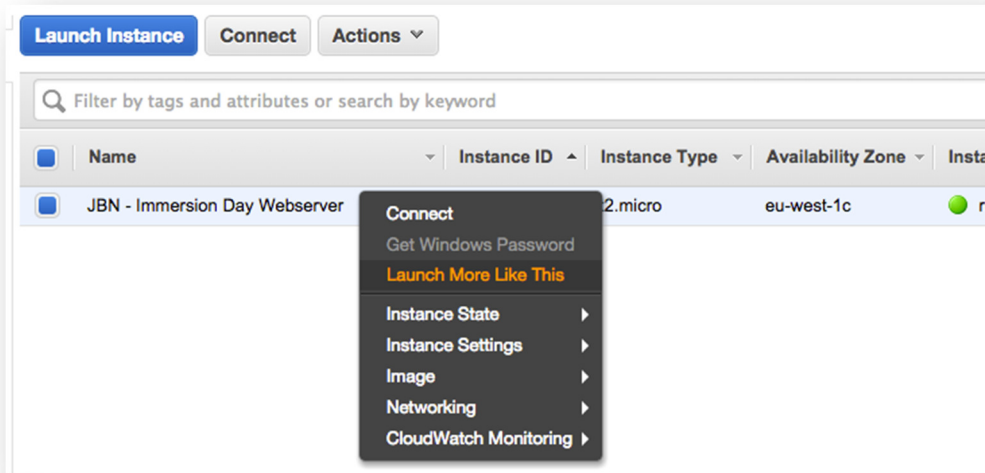 Launch Instance Connect Actions
Filter by tags and attributes or search by keyword
Name Instance ID Instance Type Availability Zone
JBN - Immersion Day Webserver 2.micro eu-west-1c
Connect
Get Windows Password
Launch More Like This
Instance State
Instance Settings
Image
Networking
CloudWatch Monitoring